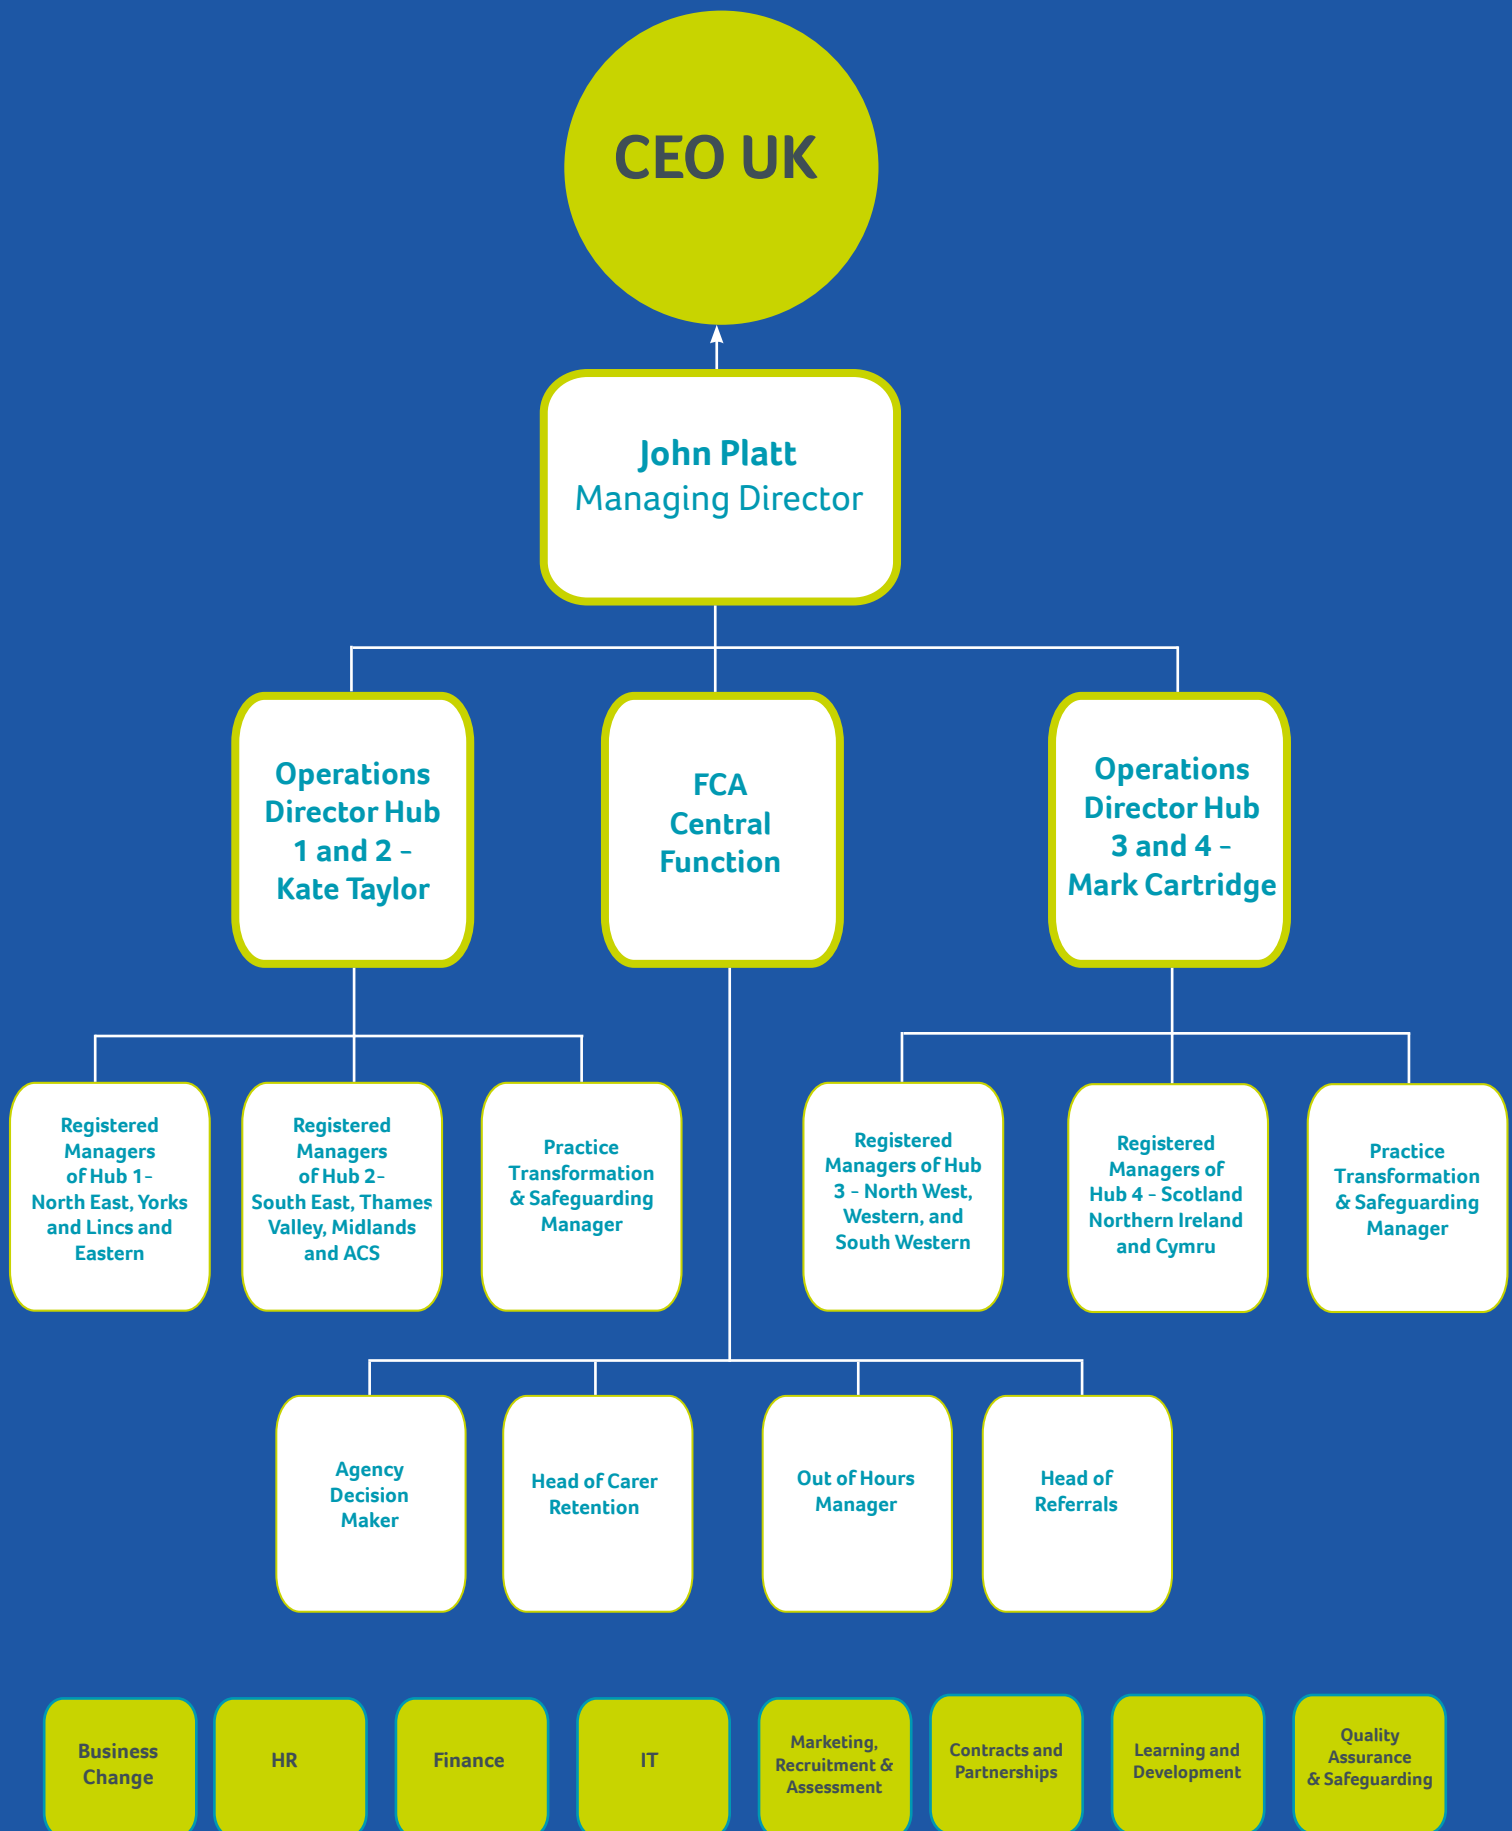 CEO UK
John Platt
Managing Director
Operations
Director Hub
1 and 2 -
Kate Taylor
FCA
Central
Function
Operations
Director Hub
3 and 4 -
Mark Cartridge
Registered
Managers
of Hub 1-
North East, Yorks
and Lincs and
Eastern
Registered
Managers
of Hub 2-
South East, Thames
Valley, Midlands
and ACS
Practice
Transformation
& Safeguarding
Manager
Registered
Managers of Hub
3 - North West,
Western, and
South Western
Registered
Managers of
Hub 4 - Scotland
Northern Ireland
and Cymru
Practice
Transformation
& Safeguarding
Manager
Agency
Decision
Maker
Head of Carer
Retention
Out of Hours
Manager
Head of
Referrals
Business
Change
HR
Finance
IT
Marketing,
Recruitment &
Assessment
Contracts and
Partnerships
Learning and
Development
Quality
Assurance
& Safeguarding